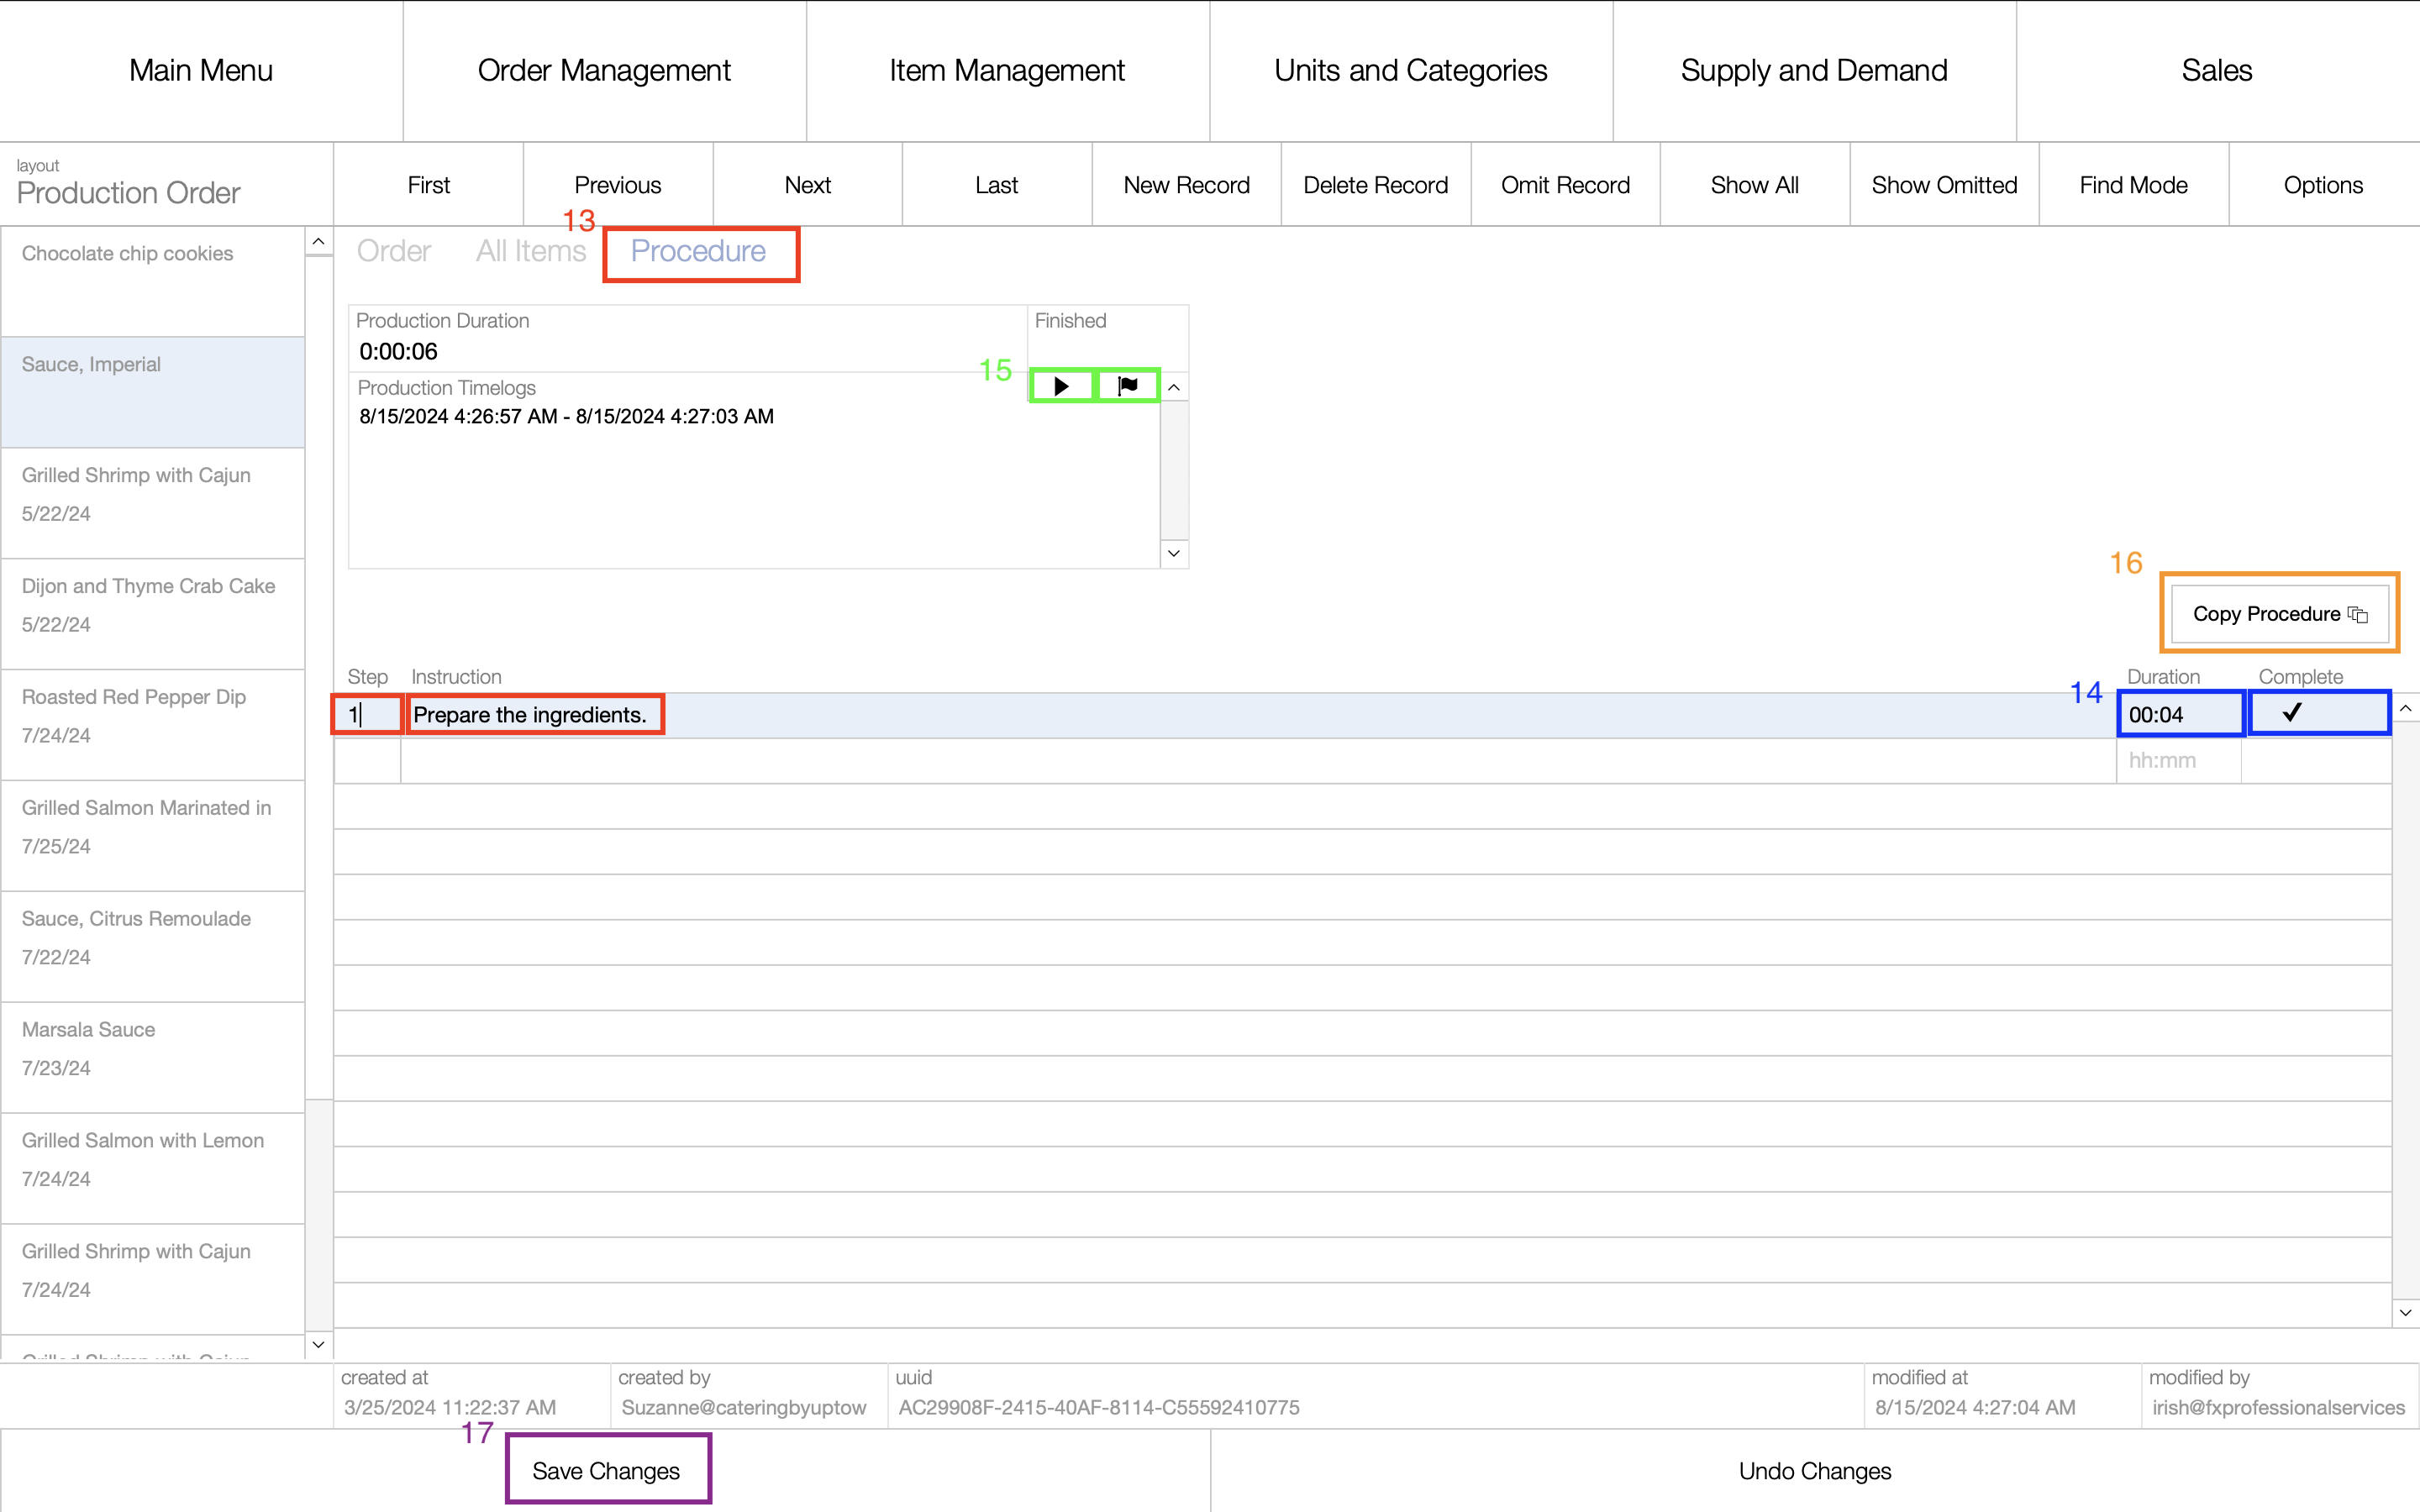 Main Menu
Order Management
Item Management
Units and Categories
Supply and Demand
Sales
layout
Production Order
First
Previous
Next
Last
New Record
Delete Record
Omit Record
Show All
Show Omitted
Find Mode
Options
Chocolate chip cookies
Sauce, Imperial
Grilled Shrimp with Cajun
5/22/24
Dijon and Thyme Crab Cake
5/22/24
Roasted Red Pepper Dip
7/24/24
Grilled Salmon Marinated in
7/25/24
Sauce, Citrus Remoulade
7/22/24
Marsala Sauce
7/23/24
Grilled Salmon with Lemon
7/24/24
Grilled Shrimp with Cajun
7/24/24
13
Order
All Items
Procedure
Production Duration
0:00:06
Finished
15
Production Timelogs
8/15/2024 4:26:57 AM - 8/15/2024 4:27:03 AM
16
Copy Procedure
Step
Instruction
Duration
Complete
14
1
Prepare the ingredients.
00:04
hh:mm
created at
3/25/2024 11:22:37 AM
created by
Suzanne@cateringbyuptow
uuid
AC29908F-2415-40AF-8114-C55592410775
modified at
8/15/2024 4:27:04 AM
modified by
irish@fxprofessionalservices
17
Save Changes
Undo Changes